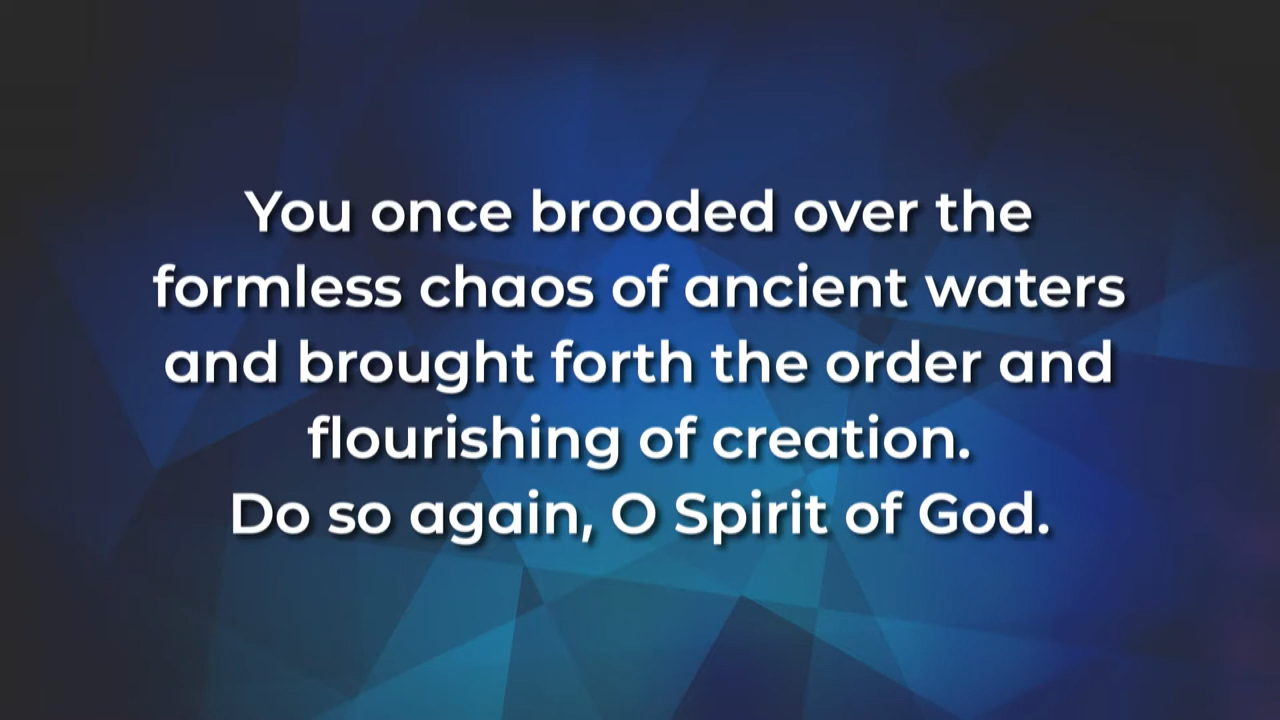 You once brooded over the
formless chaos of ancient waters
and brought forth the order and
flourishing of creation.
Do so again, O Spirit of God.